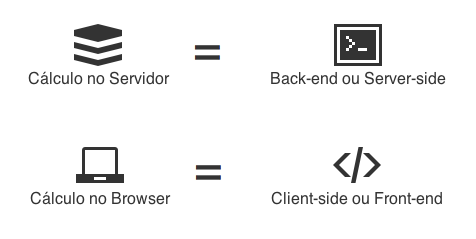 Cálculo no Servidor = Back-end ou Server-side
Cálculo no Browser = Client-side ou Front-end